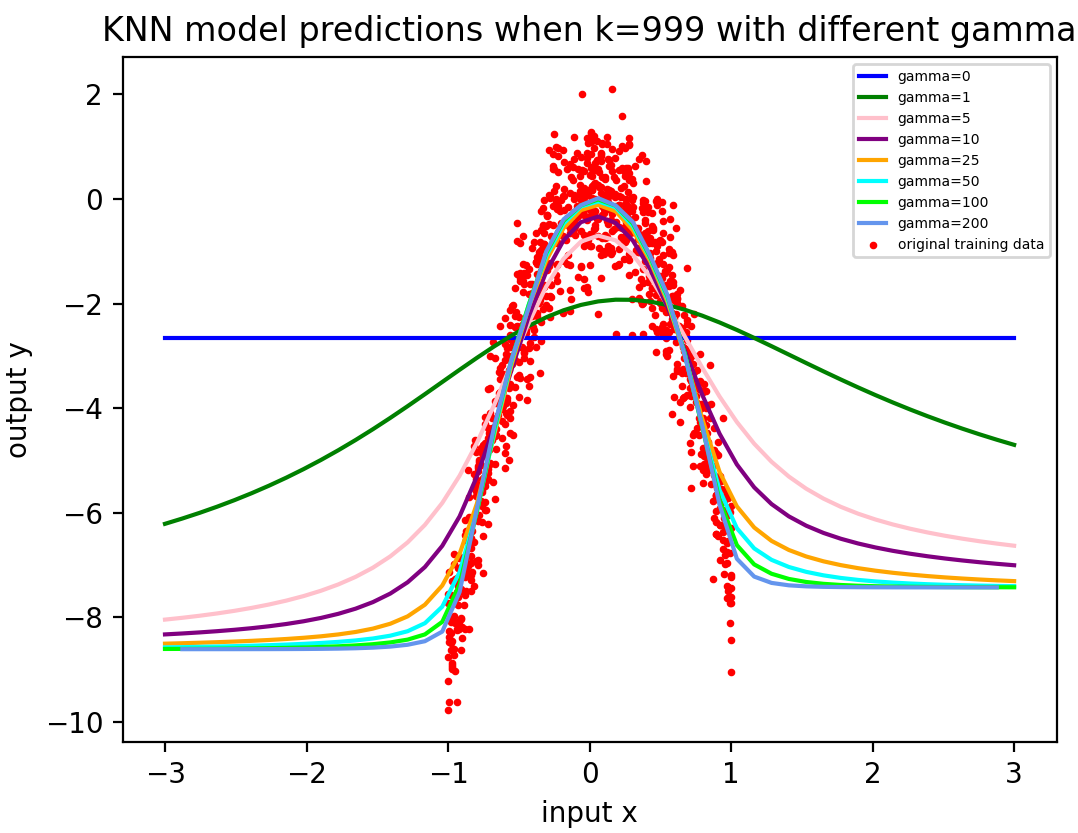 KNN model predictions when k=999 with different gamma
gamma=0
gamma=1
gamma=5
gamma=10
gamma=25
gamma=50
gamma=100
gamma=200
original training data
2
0
−2
−4
−6
−8
−10
output y
−3 −2 −1 0 1 2 3
input x